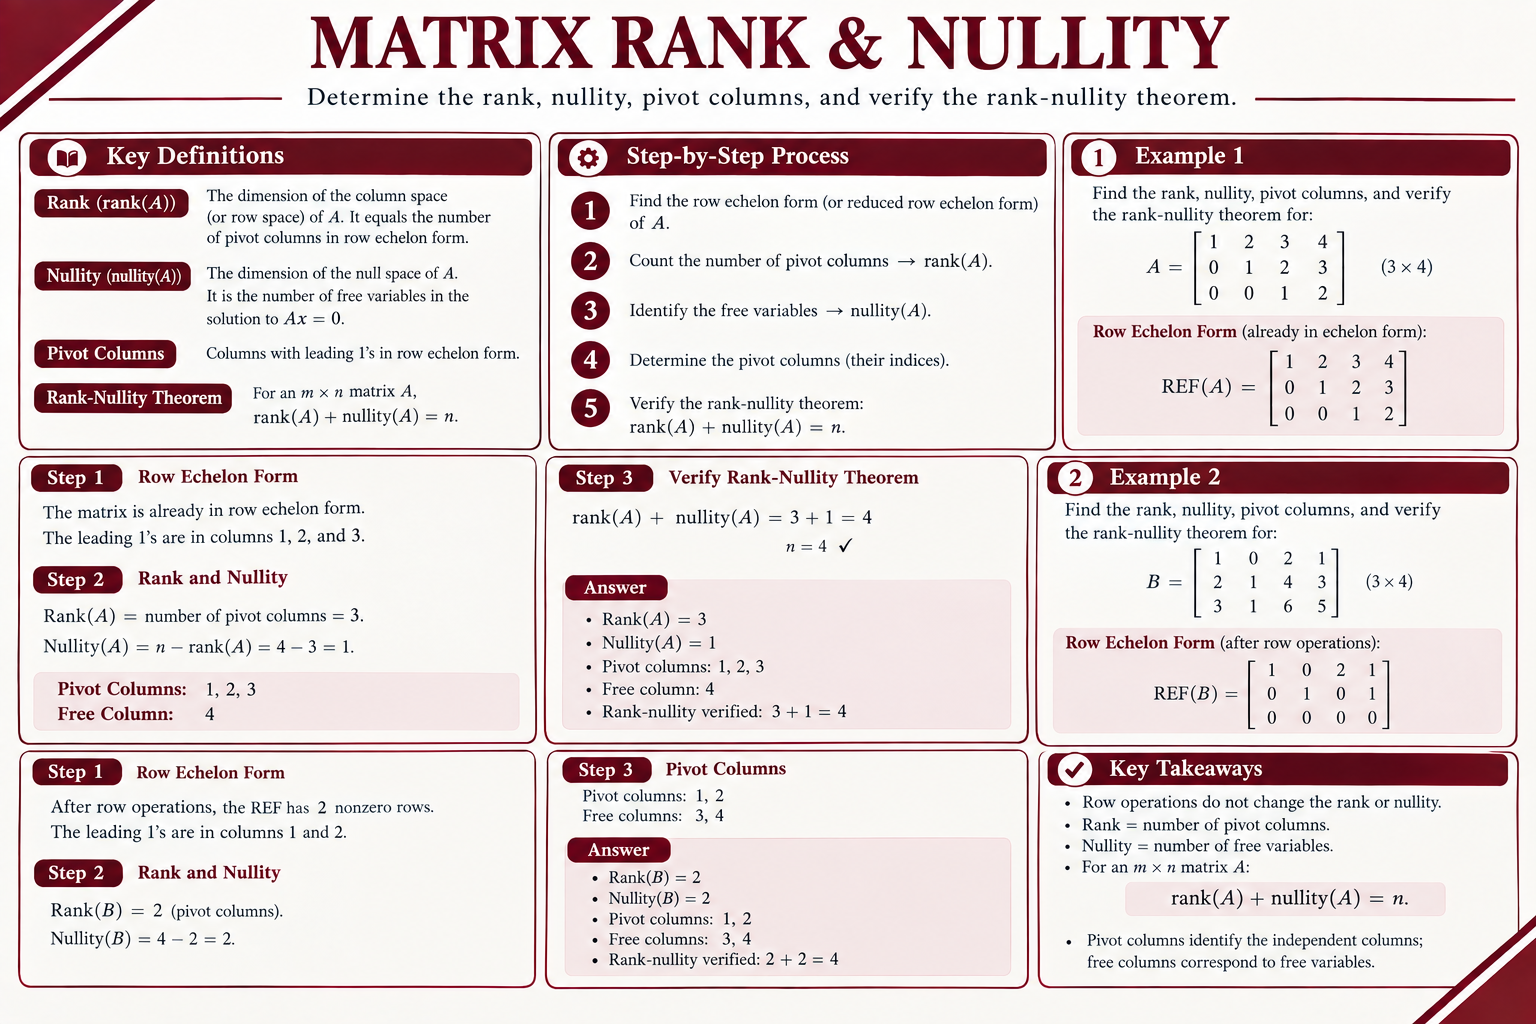 MATRIX RANK & NULLITY
Determine the rank, nullity, pivot columns, and verify the rank-nullity theorem.
Key Definitions
Rank (rank(A))
The dimension of the column space
(or row space) of A. It equals the number
of pivot columns in row echelon form.
Nullity (nullity(A))
The dimension of the null space of A.
It is the number of free variables in the
solution to Ax = 0.
Pivot Columns
Columns with leading 1's in row echelon form.
Rank-Nullity Theorem
For an m × n matrix A,
rank(A) + nullity(A) = n.
Step-by-Step Process
1 Find the row echelon form (or reduced row echelon form)
of A.
2 Count the number of pivot columns → rank(A).
3 Identify the free variables → nullity(A).
4 Determine the pivot columns (their indices).
5 Verify the rank-nullity theorem:
rank(A) + nullity(A) = n.
1 Example 1
Find the rank, nullity, pivot columns, and verify
the rank-nullity theorem for:
1 2 3 4
A = 0 1 2 3 (3 × 4)
0 0 1 2
Row Echelon Form (already in echelon form):
1 2 3 4
REF(A) = 0 1 2 3
0 0 1 2
Step 1 Row Echelon Form
The matrix is already in row echelon form.
The leading 1's are in columns 1, 2, and 3.
Step 2 Rank and Nullity
Rank(A) = number of pivot columns = 3.
Nullity(A) = n − rank(A) = 4 − 3 = 1.
Pivot Columns: 1, 2, 3
Free Column: 4
Step 3 Verify Rank-Nullity Theorem
rank(A) + nullity(A) = 3 + 1 = 4
n = 4 ✓
Answer
• Rank(A) = 3
• Nullity(A) = 1
• Pivot columns: 1, 2, 3
• Free column: 4
• Rank-nullity verified: 3 + 1 = 4
2 Example 2
Find the rank, nullity, pivot columns, and verify
the rank-nullity theorem for:
1 0 2 1
B = 2 1 4 3 (3 × 4)
3 1 6 5
Row Echelon Form (after row operations):
1 0 2 1
REF(B) = 0 1 0 1
0 0 0 0
Step 1 Row Echelon Form
After row operations, the REF has 2 nonzero rows.
The leading 1's are in columns 1 and 2.
Step 2 Rank and Nullity
Rank(B) = 2 (pivot columns).
Nullity(B) = 4 − 2 = 2.
Step 3 Pivot Columns
Pivot columns: 1, 2
Free columns: 3, 4
Answer
• Rank(B) = 2
• Nullity(B) = 2
• Pivot columns: 1, 2
• Free columns: 3, 4
• Rank-nullity verified: 2 + 2 = 4
Key Takeaways
• Row operations do not change the rank or nullity.
• Rank = number of pivot columns.
• Nullity = number of free variables.
• For an m × n matrix A:
rank(A) + nullity(A) = n.
• Pivot columns identify the independent columns;
free columns correspond to free variables.